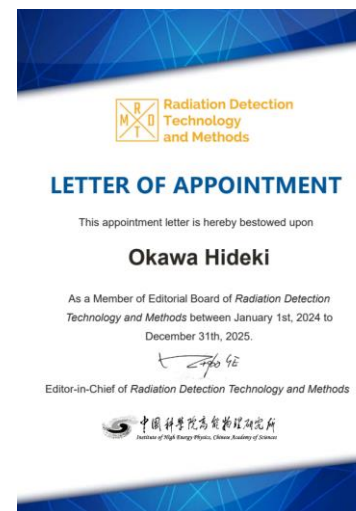 R
M D
T
Radiation Detection
Technology
and Methods
LETTER OF APPOINTMENT
This appointment letter is hereby bestowed upon
Okawa Hideki
As a Member of Editorial Board of Radiation Detection
Technology and Methods between January 1st, 2024 to
December 31th, 2025.
Editor-in-Chief of Radiation Detection Technology and Methods
中国科学院高能物理研究所
Institute of High Energy Physics, Chinese Academy of Sciences